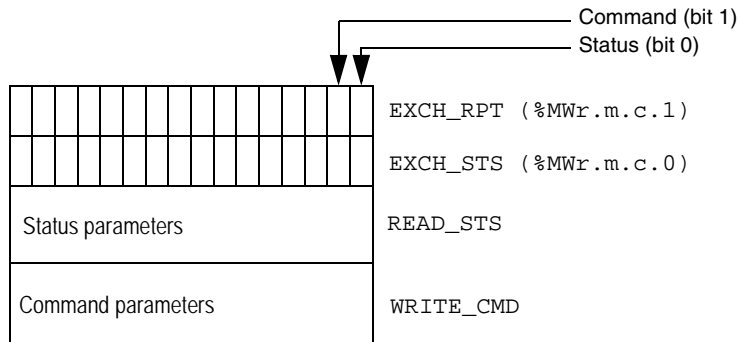 Command (bit 1)
Status (bit 0)
EXCH_RPT (%MWr.m.c.1)
EXCH_STS (%MWr.m.c.0)
Status parameters READ_STS
Command parameters WRITE_CMD